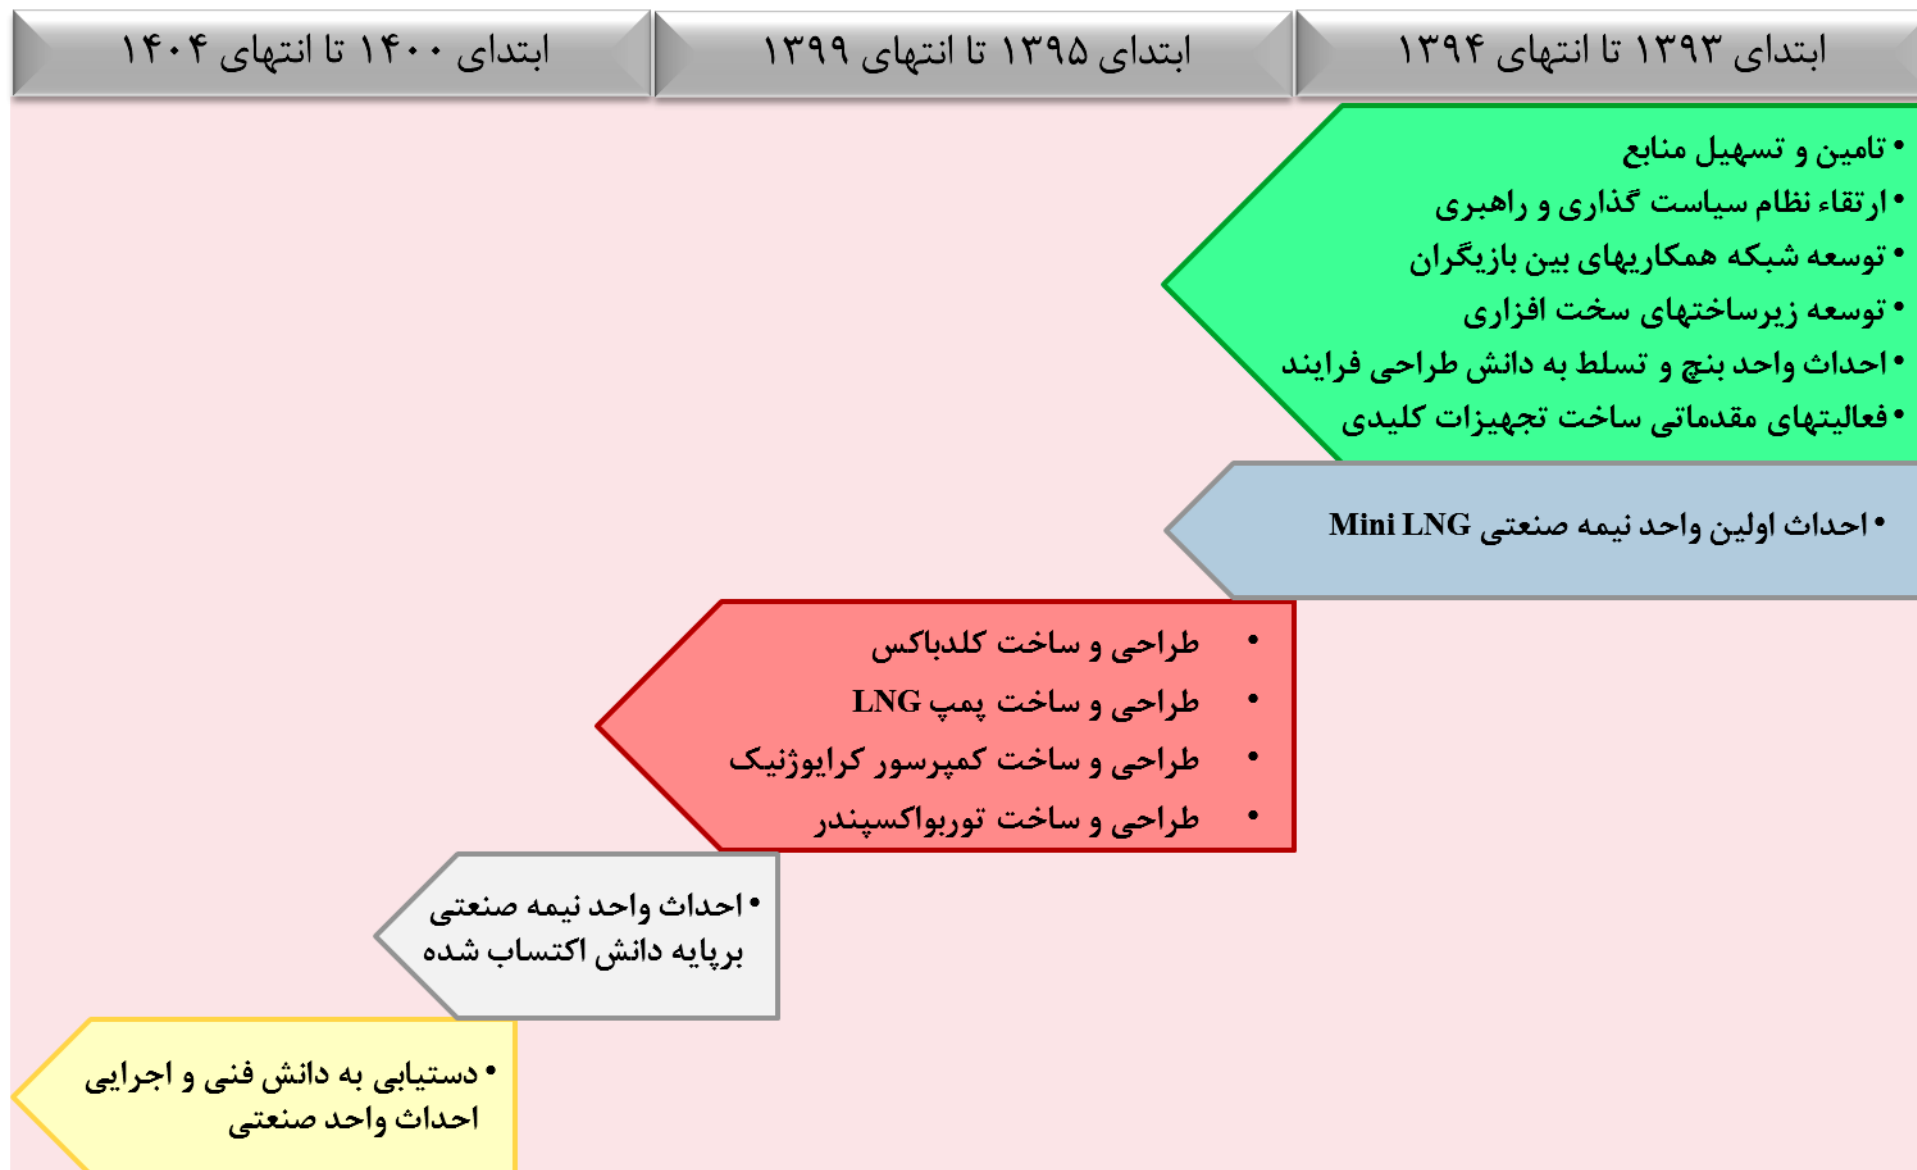 ابتدای ۱۳۹۳ تا انتهای ۱۳۹۴
ابتدای ۱۳۹۵ تا انتهای ۱۳۹۹
ابتدای ۱۴۰۰ تا انتهای ۱۴۰۴
• تامین و تسهیل منابع
• ارتقاء نظام سیاست گذاری و راهبری
• توسعه شبکه همکاریهای بین بازیگران
• توسعه زیرساختهای سخت افزاری
• احداث واحد بنچ و تسلط به دانش طراحی فرایند
• فعالیتهای مقدماتی ساخت تجهیزات کلیدی
• احداث اولین واحد نیمه صنعتی Mini LNG
• طراحی و ساخت کلدباکس
• طراحی و ساخت پمپ LNG
• طراحی و ساخت کمپرسور کرایوژنیک
• طراحی و ساخت توربواکسپندر
• احداث واحد نیمه صنعتی
برپایه دانش اکتساب شده
• دستیابی به دانش فنی و اجرایی
احداث واحد صنعتی